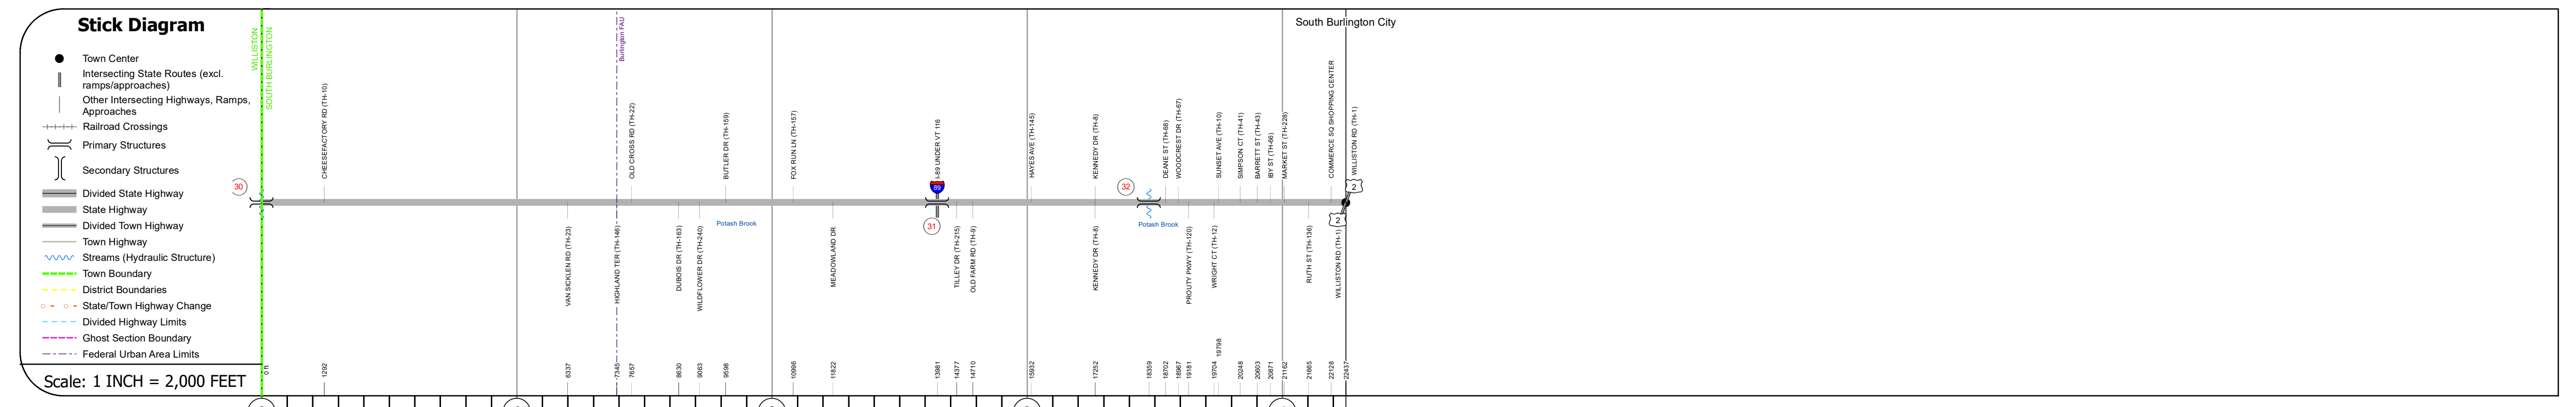 Stick Diagram
Town Center
Intersecting State Routes (excl.
ramps/approaches)
Other Intersecting Highways, Ramps,
Approaches
Railroad Crossings
Primary Structures
Secondary Structures
Divided State Highway
State Highway
Divided Town Highway
Town Highway
Streams (Hydraulic Structure)
Town Boundary
District Boundaries
State/Town Highway Change
Divided Highway Limits
Ghost Section Boundary
Federal Urban Area Limits
Scale: 1 INCH = 2,000 FEET
WILLISTON
SOUTH BURLINGTON
Burlington FAU
South Burlington City
CHEESEFACTORY RD (TH-10)
OLD CROSS RD (TH-22)
BUTLER DR (TH-159)
FOX RUN LN (TH-157)
I-89 UNDER VT 116
HAYES AVE (TH-145)
KENNEDY DR (TH-8)
DEANE ST (TH-68)
WOODCREST DR (TH-67)
SUNSET AVE (TH-10)
SIMPSON CT (TH-41)
BARRETT ST (TH-43)
IBY ST (TH-66)
MARKET ST (TH-228)
COMMERCE SQ SHOPPING CENTER
WILLISTON RD (TH-1)
30
89
32
2
31
2
Potash Brook
Potash Brook
VAN SICKLEN RD (TH-23)
HIGHLAND TER (TH-146)
DUBOIS DR (TH-163)
WILDFLOWER DR (TH-240)
MEADOWLAND DR
TILLEY DR (TH-215)
OLD FARM RD (TH-9)
KENNEDY DR (TH-8)
PROUTY PKWY (TH-120)
WRIGHT CT (TH-12)
RUTH ST (TH-136)
WILLISTON RD (TH-1)
0 ft
1292
6337
7345
7657
8630
9063
9598
10996
11822
13981
14377
14710
15932
17252
18359
18702
18967
19181
19704
19798
20248
20603
20871
21162
21665
22128
22437